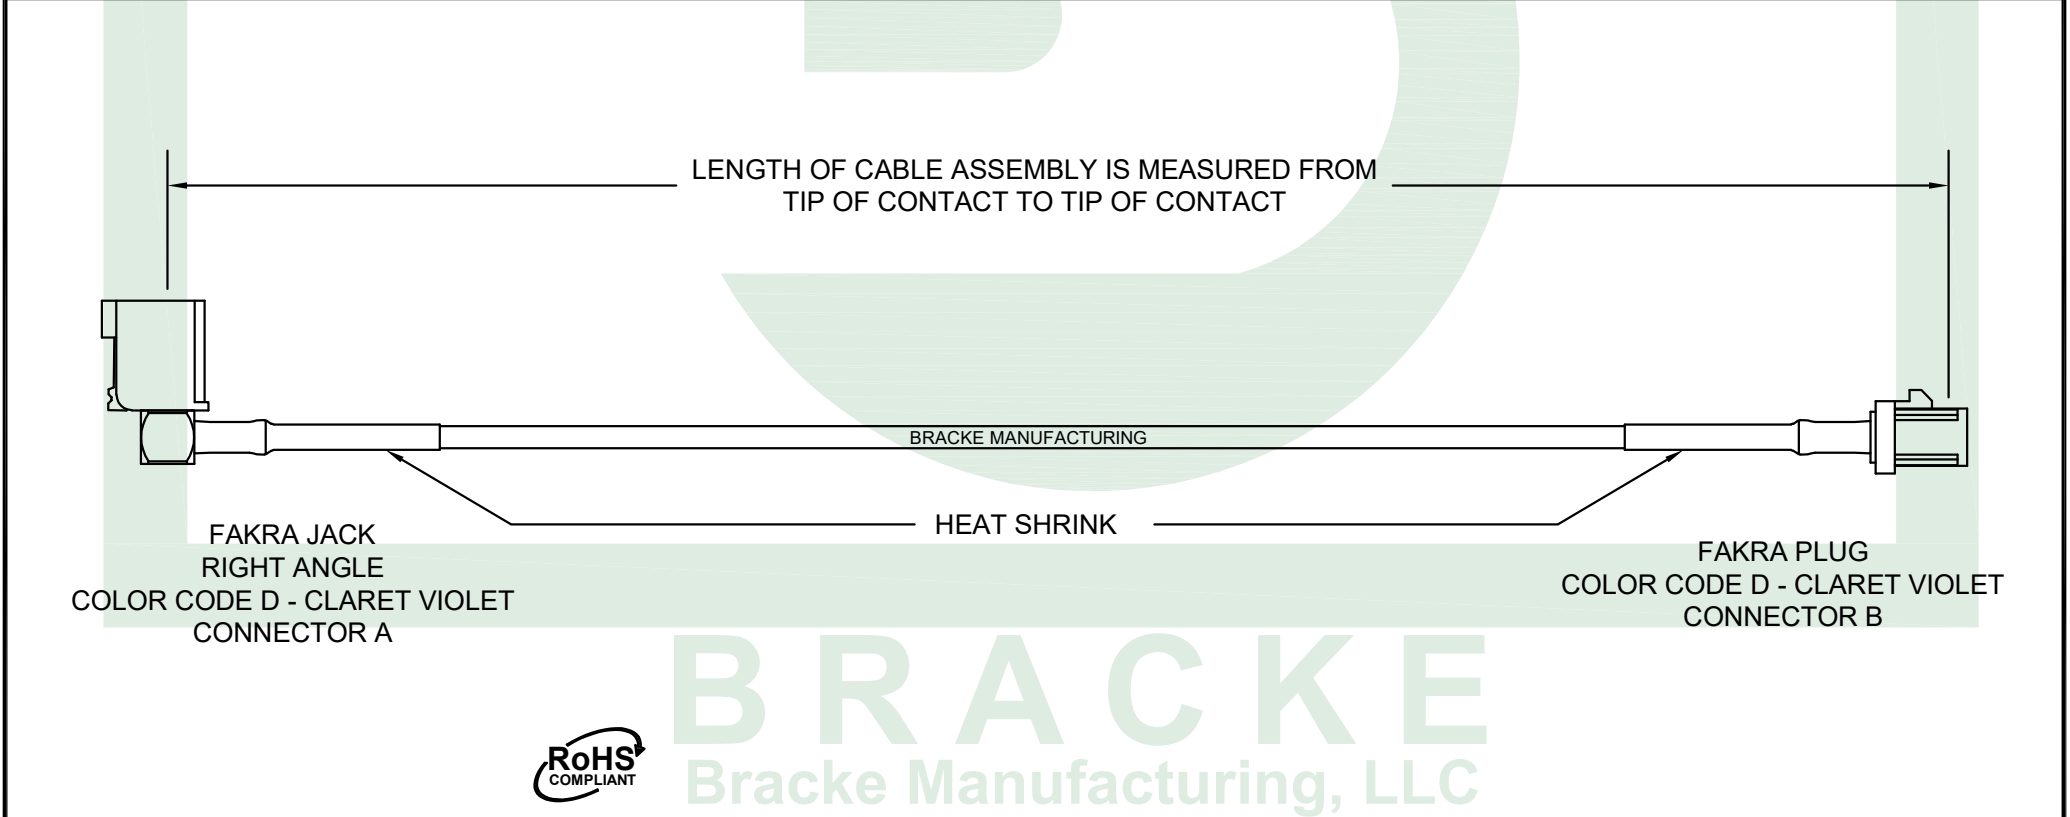 LENGTH OF CABLE ASSEMBLY IS MEASURED FROM
TIP OF CONTACT TO TIP OF CONTACT
BRACKE MANUFACTURING
HEAT SHRINK
FAKRA JACK
RIGHT ANGLE
COLOR CODE D - CLARET VIOLET
CONNECTOR A
FAKRA PLUG
COLOR CODE D - CLARET VIOLET
CONNECTOR B
BRACKE
Bracke Manufacturing, LLC
RoHS
COMPLIANT